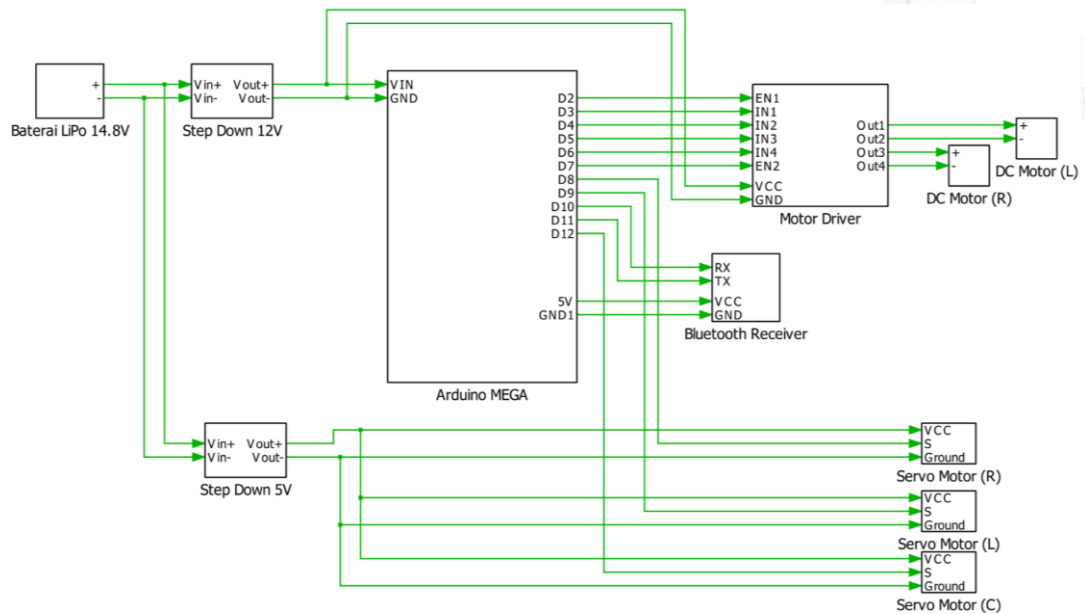 +
-
Baterai LiPo 14.8V
Vin+ Vout+
Vin- Vout-
Step Down 12V
VIN
GND
D2
D3
D4
D5
D6
D7
D8
D9
D10
D11
D12
5V
GND1
Arduino MEGA
EN1
IN1
IN2
IN3
IN4
EN2
VCC
GND
Out1
Out2
Out3
Out4
Motor Driver
+
-
DC Motor (L)
+
-
DC Motor (R)
RX
TX
VCC
GND
Bluetooth Receiver
Vin+ Vout+
Vin- Vout-
Step Down 5V
VCC
S
Ground
Servo Motor (R)
VCC
S
Ground
Servo Motor (L)
VCC
S
Ground
Servo Motor (C)